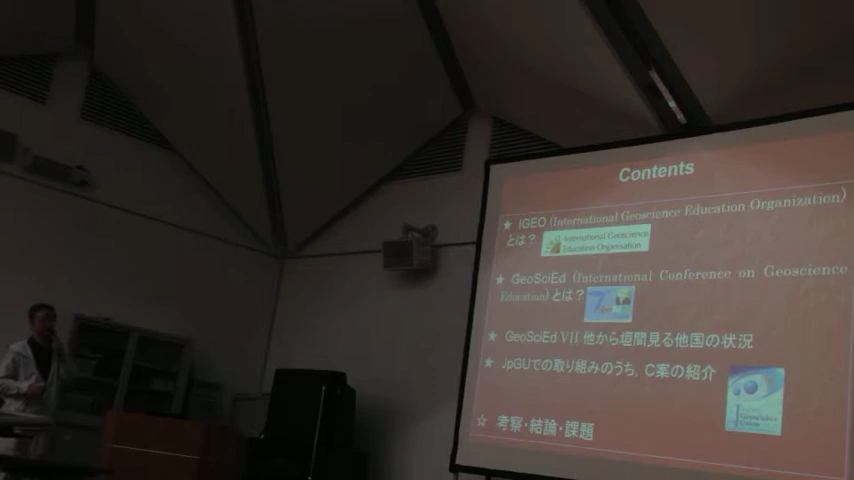 Contents
★ IGEO (International Geoscience Education Organization)
とは？
International Geoscience
Education Organisation
★ GeoSciEd (International Conference on Geoscience
Education) とは？
★ GeoSciEd VII 他から垣間見る他国の状況
★ JpGUでの取り組みのうち，C案の紹介
Geoscience
Union
☆ 考察・結論・課題